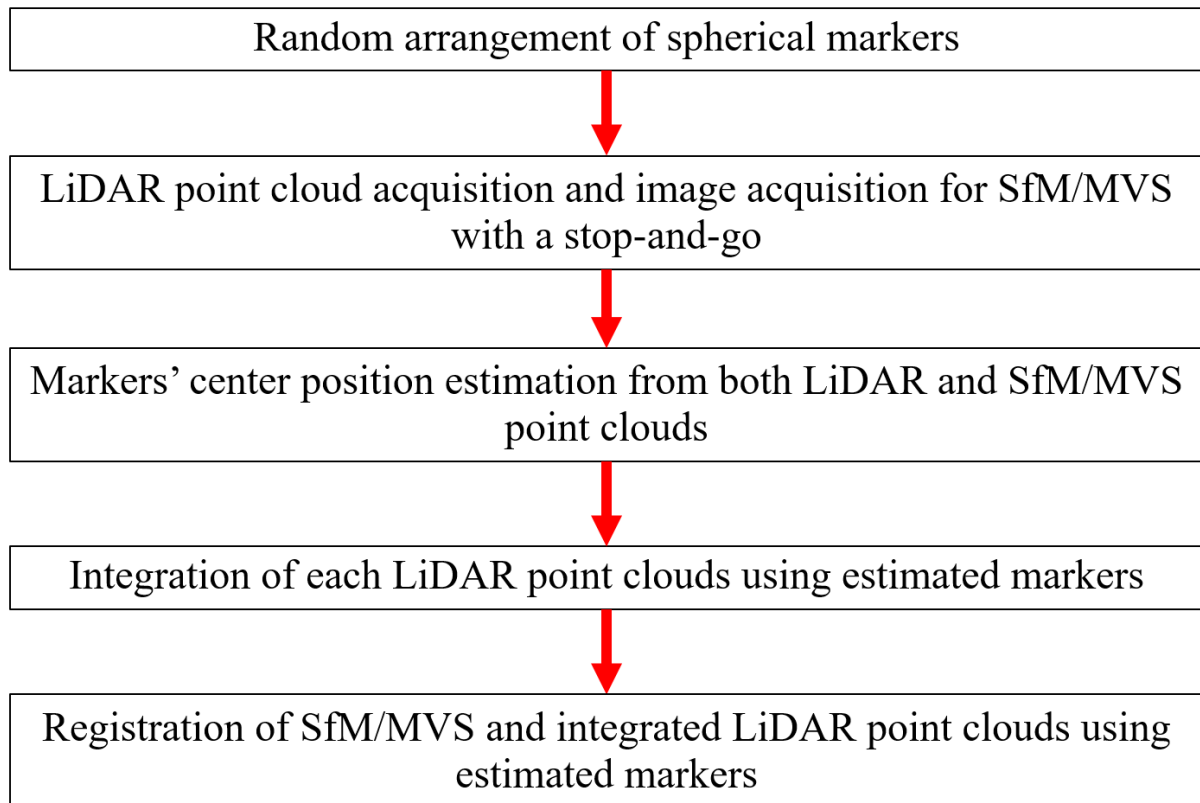 Random arrangement of spherical markers
LiDAR point cloud acquisition and image acquisition for SfM/MVS
with a stop-and-go
Markers’ center position estimation from both LiDAR and SfM/MVS
point clouds
Integration of each LiDAR point clouds using estimated markers
Registration of SfM/MVS and integrated LiDAR point clouds using
estimated markers